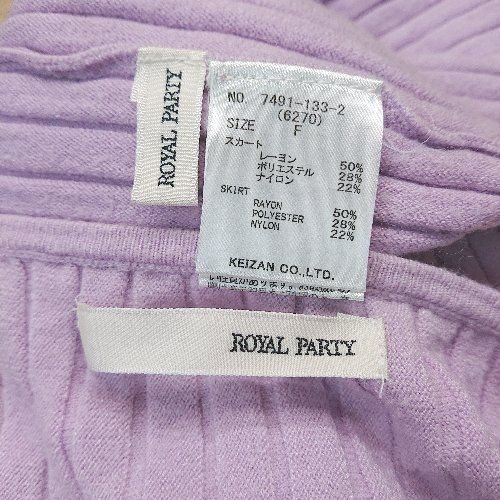 ROYAL PARTY
NO. 7491-133-2
(6270)
SIZE F
スカート
レーヨン 50%
ポリエステル 28%
ナイロン 22%
SKIRT
RAYON 50%
POLYESTER 28%
NYLON 22%
KEIZAN CO.,LTD.
ROYAL PARTY